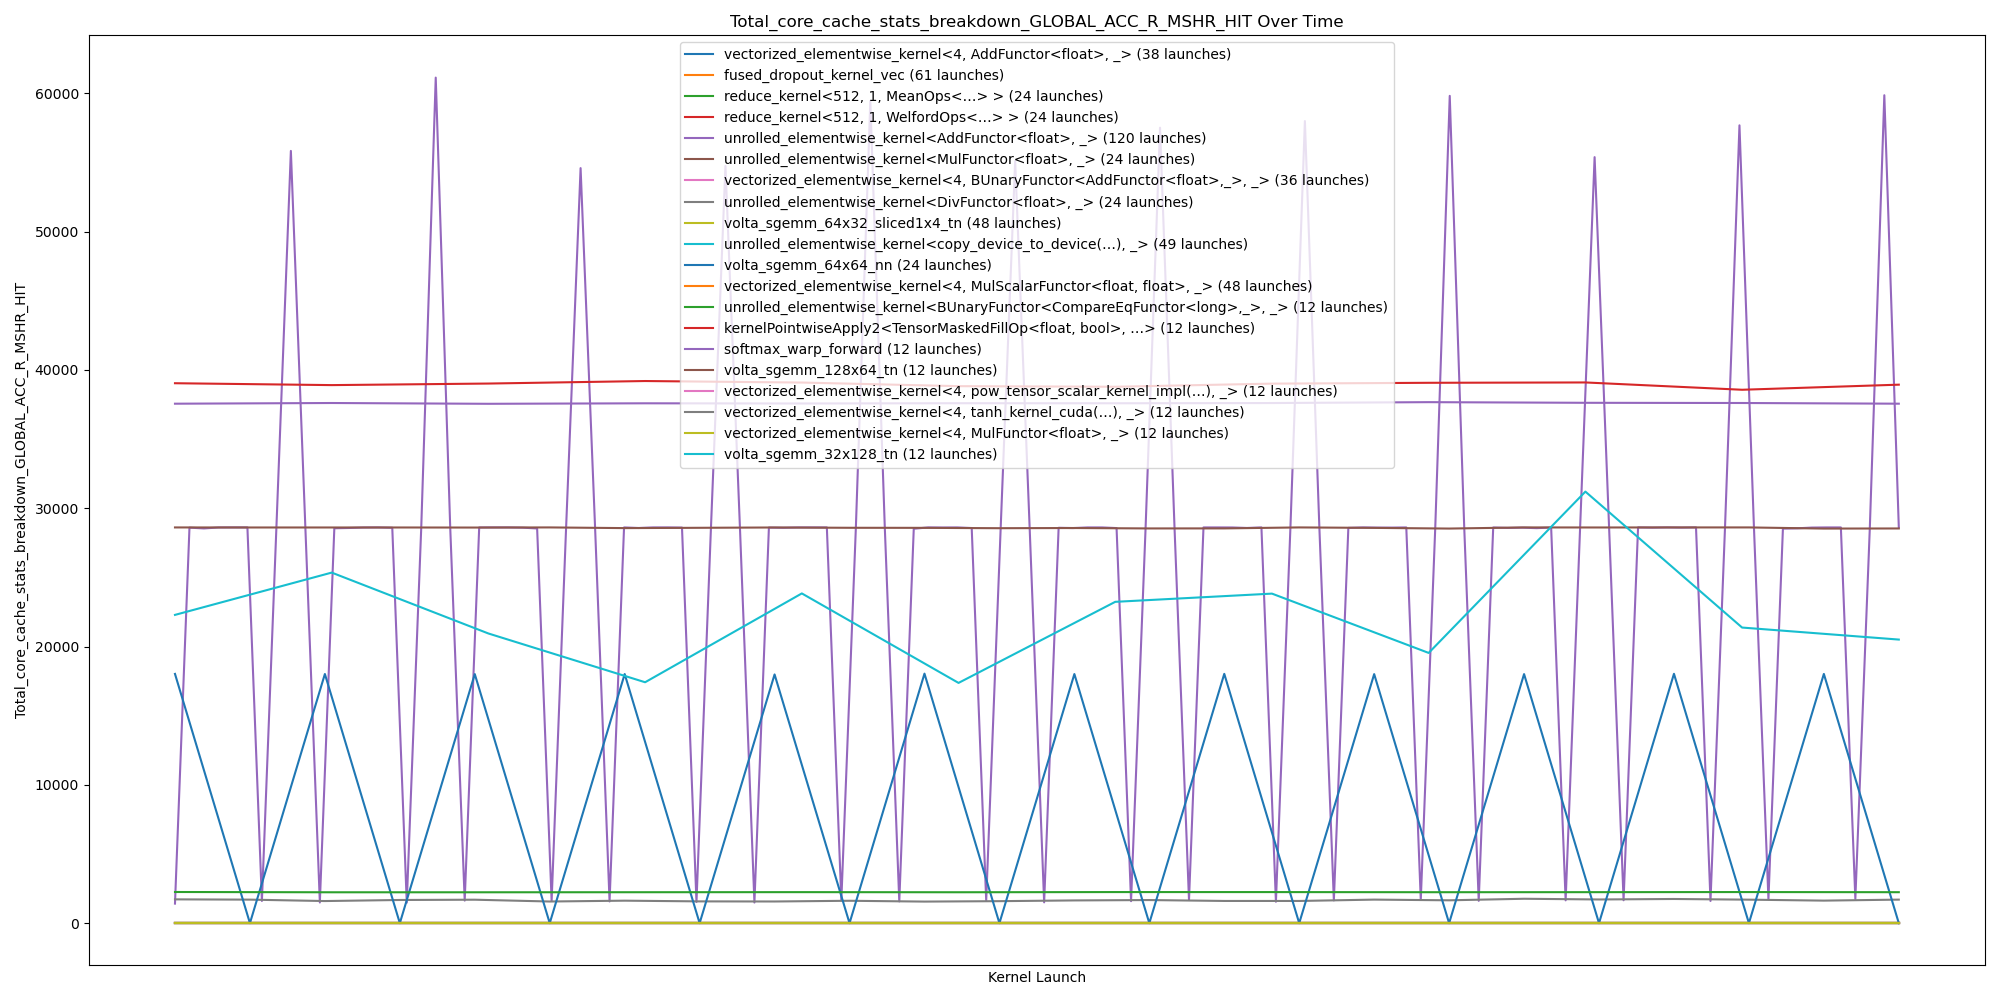 Total_core_cache_stats_breakdown_GLOBAL_ACC_R_MSHR_HIT Over Time
vectorized_elementwise_kernel<4, AddFunctor<float>, _> (38 launches)
fused_dropout_kernel_vec (61 launches)
reduce_kernel<512, 1, MeanOps<...> > (24 launches)
reduce_kernel<512, 1, WelfordOps<...> > (24 launches)
unrolled_elementwise_kernel<AddFunctor<float>, _> (120 launches)
unrolled_elementwise_kernel<MulFunctor<float>, _> (24 launches)
vectorized_elementwise_kernel<4, BUnaryFunctor<AddFunctor<float>,_>, _> (36 launches)
unrolled_elementwise_kernel<DivFunctor<float>, _> (24 launches)
volta_sgemm_64x32_sliced1x4_tn (48 launches)
unrolled_elementwise_kernel<copy_device_to_device(...), _> (49 launches)
volta_sgemm_64x64_nn (24 launches)
vectorized_elementwise_kernel<4, MulScalarFunctor<float, float>, _> (48 launches)
unrolled_elementwise_kernel<BUnaryFunctor<CompareEqFunctor<long>,_>, _> (12 launches)
kernelPointwiseApply2<TensorMaskedFillOp<float, bool>, ...> (12 launches)
softmax_warp_forward (12 launches)
volta_sgemm_128x64_tn (12 launches)
vectorized_elementwise_kernel<4, pow_tensor_scalar_kernel_impl(...), _> (12 launches)
vectorized_elementwise_kernel<4, tanh_kernel_cuda(...), _> (12 launches)
vectorized_elementwise_kernel<4, MulFunctor<float>, _> (12 launches)
volta_sgemm_32x128_tn (12 launches)
Total_core_cache_stats_breakdown_GLOBAL_ACC_R_MSHR_HIT
60000
50000
40000
30000
20000
10000
0
Kernel Launch